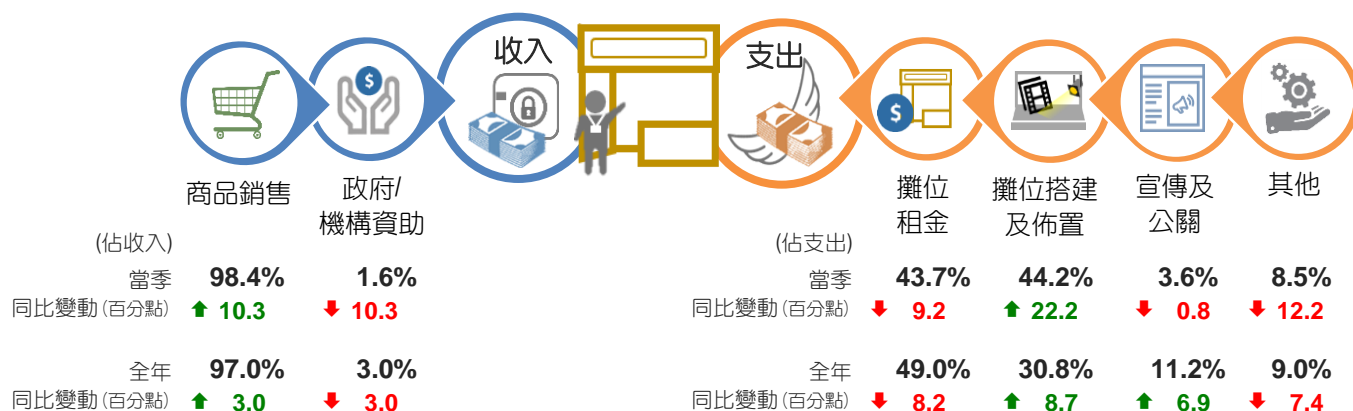 收入
支出
$
$
商品銷售
政府/
機構資助
攤位
租金
攤位搭建
及佈置
宣傳及
公關
其他
(佔收入)
(佔支出)
當季 98.4% 1.6%
當季 43.7% 44.2% 3.6% 8.5%
同比變動(百分點) 10.3 10.3
同比變動(百分點) 9.2 22.2 0.8 12.2
全年 97.0% 3.0%
全年 49.0% 30.8% 11.2% 9.0%
同比變動(百分點) 3.0 3.0
同比變動(百分點) 8.2 8.7 6.9 7.4